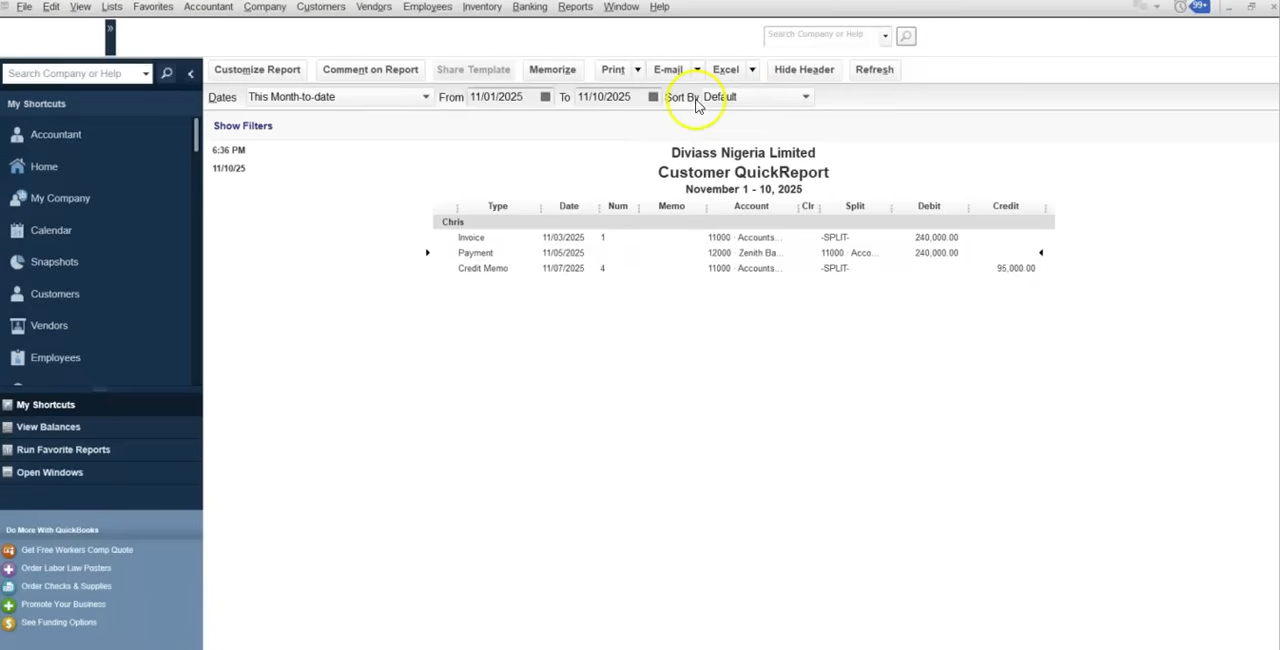 File Edit View Lists Favorites Accountant Company Customers Vendors Employees Inventory Banking Reports Window Help
99+
»
Search Company or Help
Search Company or Help
Customize Report Comment on Report Share Template Memorize Print E-mail Excel Hide Header Refresh
Dates This Month-to-date From 11/01/2025 To 11/10/2025 Sort By Default
Show Filters
6:36 PM
11/10/25
Diviass Nigeria Limited
Customer QuickReport
November 1 - 10, 2025
Type Date Num Memo Account Clr Split Debit Credit
Chris
Invoice 11/03/2025 1 11000 · Accounts... -SPLIT- 240,000.00
Payment 11/05/2025 12000 · Zenith Ba... 11000 · Acco... 240,000.00
Credit Memo 11/07/2025 4 11000 · Accounts... -SPLIT- 95,000.00
My Shortcuts
Accountant
Home
My Company
Calendar
Snapshots
Customers
Vendors
Employees
My Shortcuts
View Balances
Run Favorite Reports
Open Windows
Do More With QuickBooks
Get Free Workers Comp Quote
Order Labor Law Posters
Order Checks & Supplies
Promote Your Business
See Funding Options